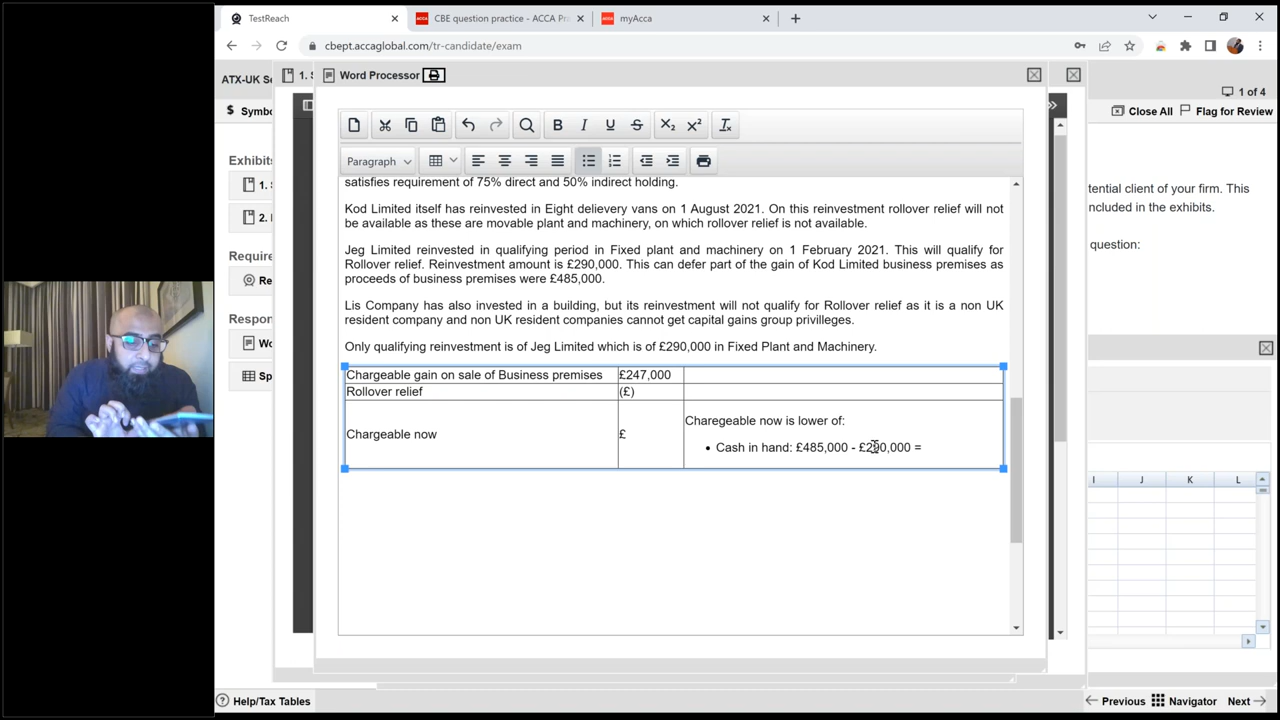 TestReach
CBE question practice - ACCA Pra
myAcca
cbept.accaglobal.com/tr-candidate/exam
ATX-UK Se
1. S
Word Processor
1 of 4
$ Symbo
Close All
Flag for Review
B I U S X₂ X² Tx
Paragraph
Exhibits
1. S
2.
Require
Re
Respon
Wo
Sp
satisfies requirement of 75% direct and 50% indirect holding.
Kod Limited itself has reinvested in Eight delievery vans on 1 August 2021. On this reinvestment rollover relief will not
be available as these are movable plant and machinery, on which rollover relief is not available.
Jeg Limited reinvested in qualifying period in Fixed plant and machinery on 1 February 2021. This will qualify for
Rollover relief. Reinvestment amount is £290,000. This can defer part of the gain of Kod Limited business premises as
proceeds of business premises were £485,000.
Lis Company has also invested in a building, but its reinvestment will not qualify for Rollover relief as it is a non UK
resident company and non UK resident companies cannot get capital gains group privilleges.
Only qualifying reinvestment is of Jeg Limited which is of £290,000 in Fixed Plant and Machinery.
Chargeable gain on sale of Business premises £247,000
Rollover relief (£)
Chargeable now £
Charegeable now is lower of:
• Cash in hand: £485,000 - £290,000 =
tential client of your firm. This
ncluded in the exhibits.
question:
I J K L
Help/Tax Tables
Previous
Navigator
Next